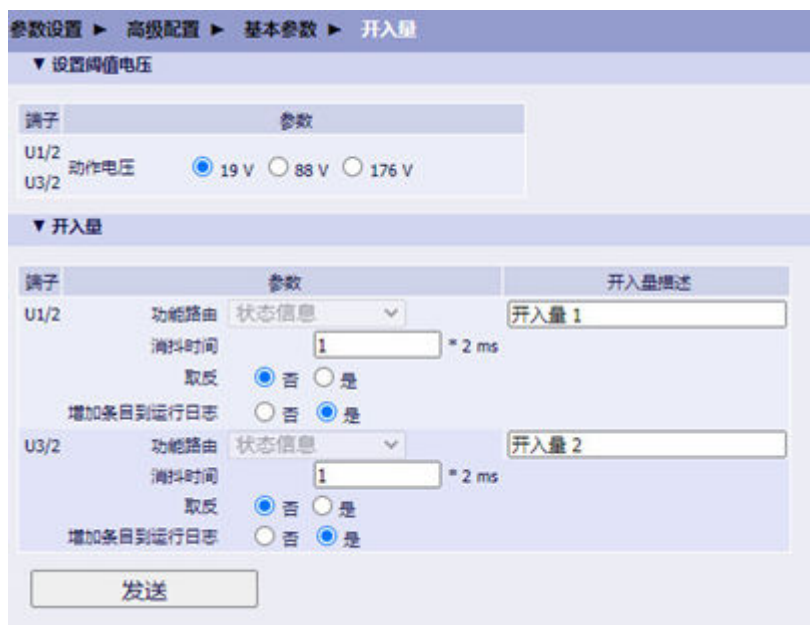 参数设置 ► 高级配置 ► 基本参数 ► 开入量
▼ 设置阈值电压
端子 参数
U1/2
动作电压 19 V 88 V 176 V
U3/2
▼ 开入量
端子 参数 开入量描述
U1/2 功能路由 状态信息 开入量 1
消抖时间 1 * 2 ms
取反 否 是
增加条目到运行日志 否 是
U3/2 功能路由 状态信息 开入量 2
消抖时间 1 * 2 ms
取反 否 是
增加条目到运行日志 否 是
发送